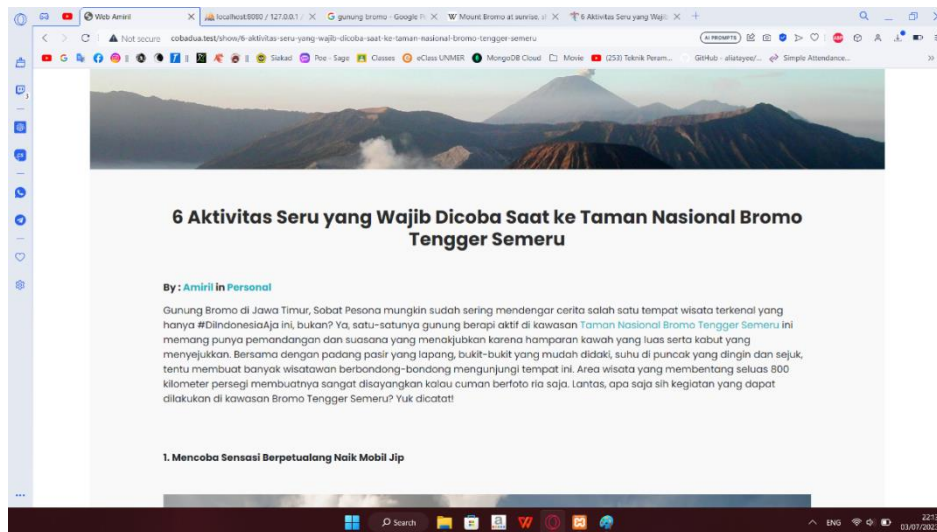 Web Amiril
localhost:8080 / 127.0.0.1 /
gunung bromo - Google
Mount Bromo at sunrise, s
6 Aktivitas Seru yang Wajib
Not secure
cobadua.test/show/6-aktivitas-seru-yang-wajib-dicoba-saat-ke-taman-nasional-bromo-tengger-semeru
AI PROMPTS
Siakad
Poe - Sage
Classes
eClass UNMER
MongoDB Cloud
Movie
(253) Teknik Peram...
GitHub - aliatayee/...
Simple Attendance...
6 Aktivitas Seru yang Wajib Dicoba Saat ke Taman Nasional Bromo
Tengger Semeru
By : Amiril in Personal
Gunung Bromo di Jawa Timur, Sobat Pesona mungkin sudah sering mendengar cerita salah satu tempat wisata terkenal yang
hanya #DiIndonesiaAja ini, bukan? Ya, satu-satunya gunung berapi aktif di kawasan Taman Nasional Bromo Tengger Semeru ini
memang punya pemandangan dan suasana yang menakjubkan karena hamparan kawah yang luas serta kabut yang
menyejukkan. Bersama dengan padang pasir yang lapang, bukit-bukit yang mudah didaki, suhu di puncak yang dingin dan sejuk,
tentu membuat banyak wisatawan berbondong-bondong mengunjungi tempat ini. Area wisata yang membentang seluas 800
kilometer persegi membuatnya sangat disayangkan kalau cuman berfoto ria saja. Lantas, apa saja sih kegiatan yang dapat
dilakukan di kawasan Bromo Tengger Semeru? Yuk dicatat!
1. Mencoba Sensasi Berpetualang Naik Mobil Jip
Search
ENG